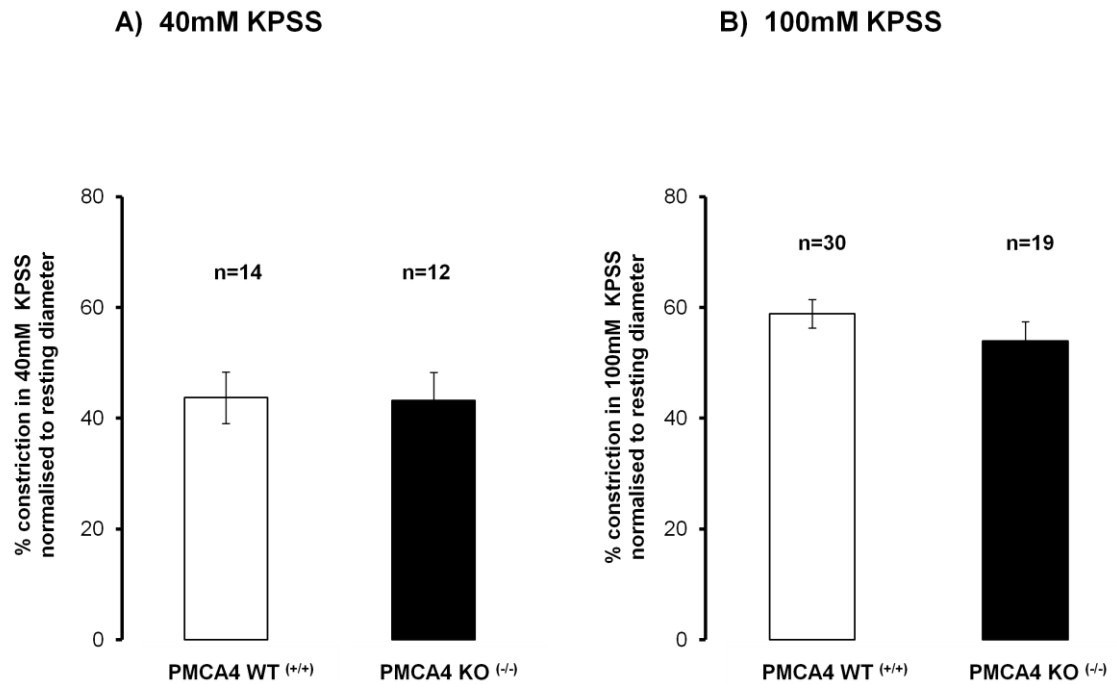 A) 40mM KPSS
% constriction in 40mM KPSS
normalised to resting diameter
80
60
40
20
0
n=14
n=12
PMCA4 WT (+/+)
PMCA4 KO (-/-)
B) 100mM KPSS
% constriction in 100mM KPSS
normalised to resting diameter
80
60
40
20
0
n=30
n=19
PMCA4 WT (+/+)
PMCA4 KO (-/-)